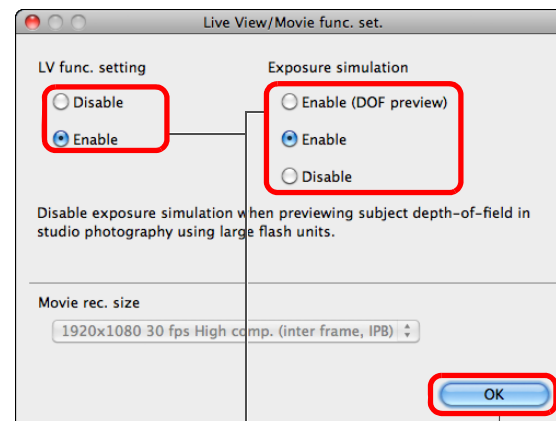 Live View/Movie func. set.
LV func. setting
Disable
Enable
Exposure simulation
Enable (DOF preview)
Enable
Disable
Disable exposure simulation when previewing subject depth-of-field in
studio photography using large flash units.
Movie rec. size
1920x1080 30 fps High comp. (inter frame, IPB)
OK